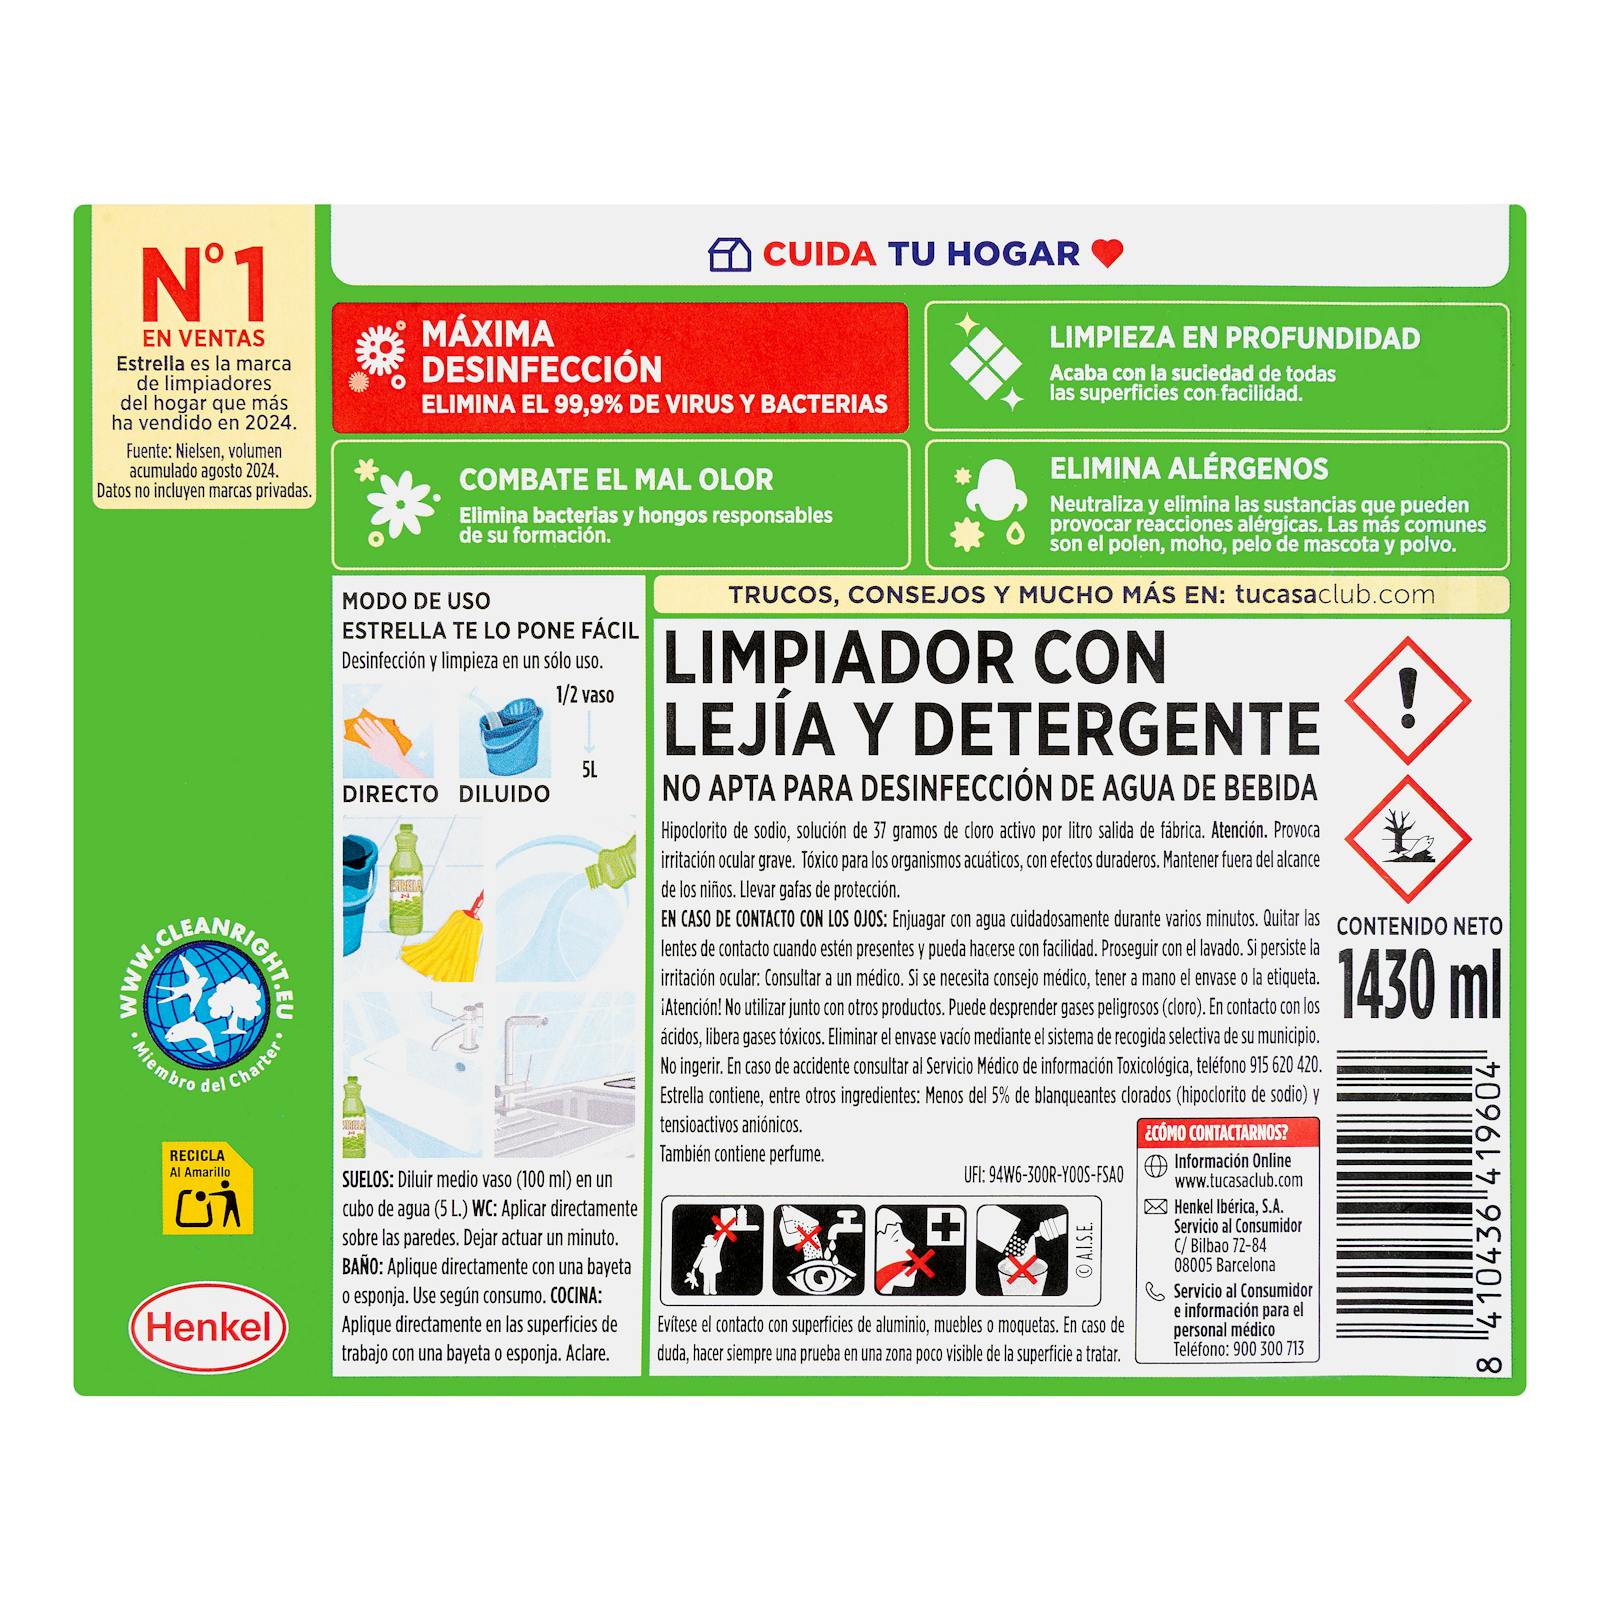 Nº1
EN VENTAS
Estrella es la marca
de limpiadores
del hogar que más
ha vendido en 2024.
Fuente: Nielsen, volumen
acumulado agosto 2024.
Datos no incluyen marcas privadas.
CUIDA TU HOGAR
MÁXIMA
DESINFECCIÓN
ELIMINA EL 99,9% DE VIRUS Y BACTERIAS
LIMPIEZA EN PROFUNDIDAD
Acaba con la suciedad de todas
las superficies con facilidad.
COMBATE EL MAL OLOR
Elimina bacterias y hongos responsables
de su formación.
ELIMINA ALÉRGENOS
Neutraliza y elimina las sustancias que pueden
provocar reacciones alérgicas. Las más comunes
son el polen, moho, pelo de mascota y polvo.
MODO DE USO
ESTRELLA TE LO PONE FÁCIL
Desinfección y limpieza en un sólo uso.
1/2 vaso
5L
DIRECTO DILUIDO
ESTRELLA
SUELOS: Diluir medio vaso (100 ml) en un
cubo de agua (5 L.) WC: Aplicar directamente
sobre las paredes. Dejar actuar un minuto.
BAÑO: Aplique directamente con una bayeta
o esponja. Use según consumo. COCINA:
Aplique directamente en las superficies de
trabajo con una bayeta o esponja. Aclare.
TRUCOS, CONSEJOS Y MUCHO MÁS EN: tucasaclub.com
LIMPIADOR CON
LEJÍA Y DETERGENTE
NO APTA PARA DESINFECCIÓN DE AGUA DE BEBIDA
Hipoclorito de sodio, solución de 37 gramos de cloro activo por litro salida de fábrica. Atención. Provoca
irritación ocular grave. Tóxico para los organismos acuáticos, con efectos duraderos. Mantener fuera del alcance
de los niños. Llevar gafas de protección.
EN CASO DE CONTACTO CON LOS OJOS: Enjuagar con agua cuidadosamente durante varios minutos. Quitar las
lentes de contacto cuando estén presentes y pueda hacerse con facilidad. Proseguir con el lavado. Si persiste la
irritación ocular: Consultar a un médico. Si se necesita consejo médico, tener a mano el envase o la etiqueta.
¡Atención! No utilizar junto con otros productos. Puede desprender gases peligrosos (cloro). En contacto con los
ácidos, libera gases tóxicos. Eliminar el envase vacío mediante el sistema de recogida selectiva de su municipio.
No ingerir. En caso de accidente consultar al Servicio Médico de información Toxicológica, teléfono 915 620 420.
Estrella contiene, entre otros ingredientes: Menos del 5% de blanqueantes clorados (hipoclorito de sodio) y
tensioactivos aniónicos.
También contiene perfume.
UFI: 94W6-300R-Y00S-FSA0
© A.I.S.E.
Evítese el contacto con superficies de aluminio, muebles o moquetas. En caso de
duda, hacer siempre una prueba en una zona poco visible de la superficie a tratar.
¿CÓMO CONTACTARNOS?
Información Online
www.tucasaclub.com
Henkel Ibérica, S.A.
Servicio al Consumidor
C/ Bilbao 72-84
08005 Barcelona
Servicio al Consumidor
e información para el
personal médico
Teléfono: 900 300 713
CONTENIDO NETO
1430 ml
8 410436 419604
WWW.CLEANRIGHT.EU
• Miembro del Charter •
RECICLA
Al Amarillo
Henkel